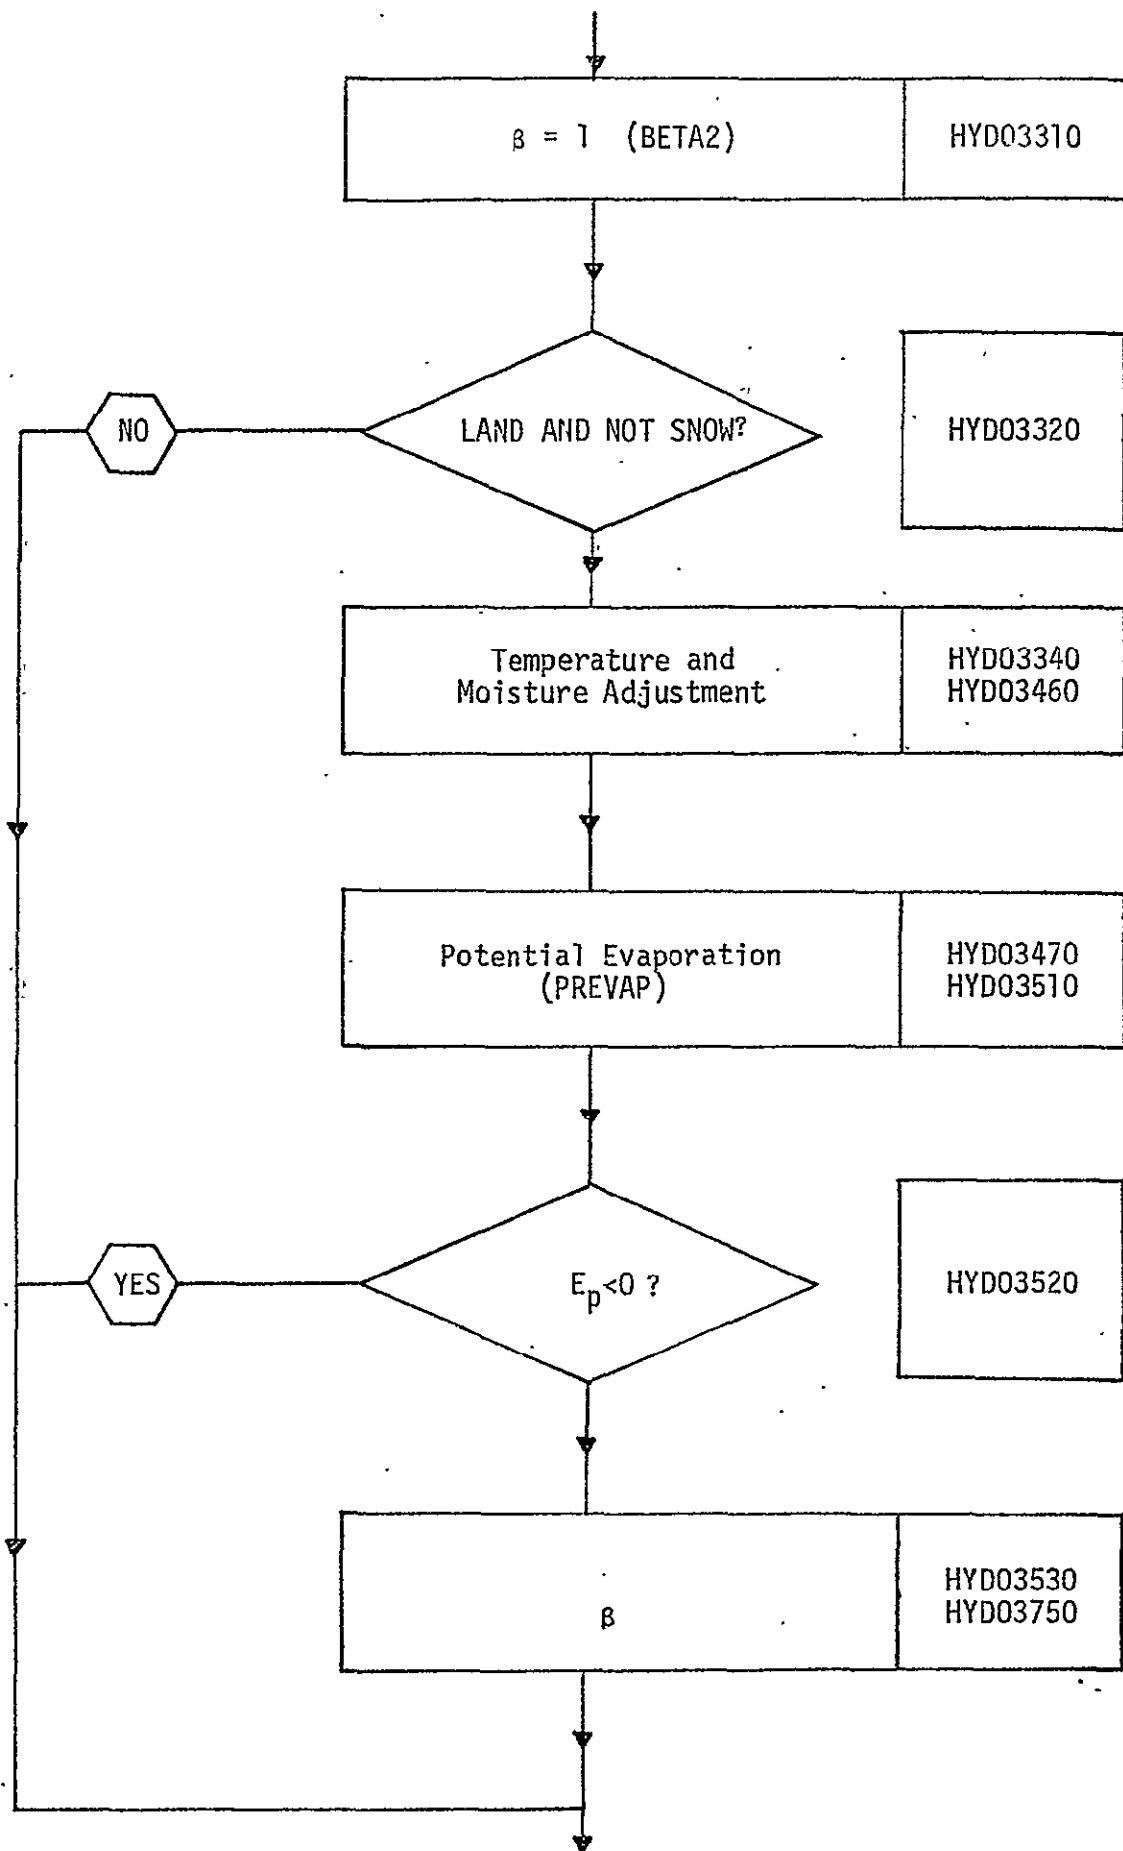 β = 1 (BETA2)
HYD03310
LAND AND NOT SNOW?
HYD03320
NO
Temperature and
Moisture Adjustment
HYD03340
HYD03460
Potential Evaporation
(PREVAP)
HYD03470
HYD03510
Ep<0 ?
HYD03520
YES
β
HYD03530
HYD03750